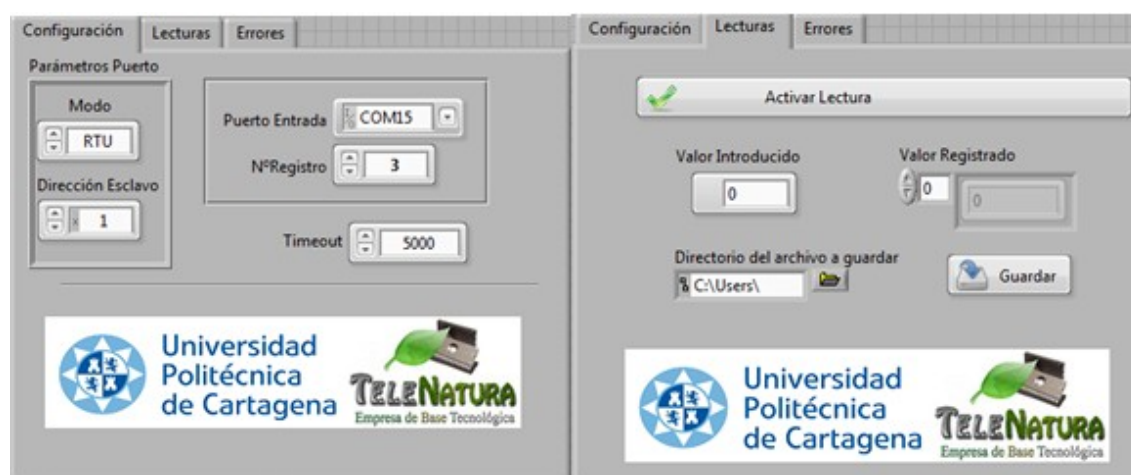 Configuración Lecturas Errores
Parámetros Puerto
Modo
RTU
Dirección Esclavo
x 1
Puerto Entrada COM15
NºRegistro 3
Timeout 5000
Universidad
Politécnica
de Cartagena
TELENATURA
Empresa de Base Tecnológica
Configuración Lecturas Errores
Activar Lectura
Valor Introducido
0
Valor Registrado
0 0
Directorio del archivo a guardar
C:\Users\
Guardar
Universidad
Politécnica
de Cartagena
TELENATURA
Empresa de Base Tecnológica